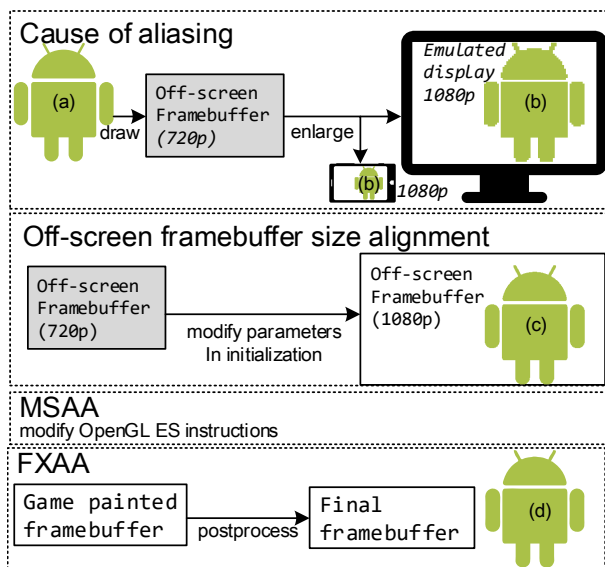 Cause of aliasing
(a)
draw
Off-screen
Framebuffer
(720p)
enlarge
(b)
1080p
Emulated
display
1080p
(b)
Off-screen framebuffer size alignment
Off-screen
Framebuffer
(720p)
modify parameters
In initialization
Off-screen
Framebuffer
(1080p)
(c)
MSAA
modify OpenGL ES instructions
FXAA
Game painted
framebuffer
postprocess
Final
framebuffer
(d)